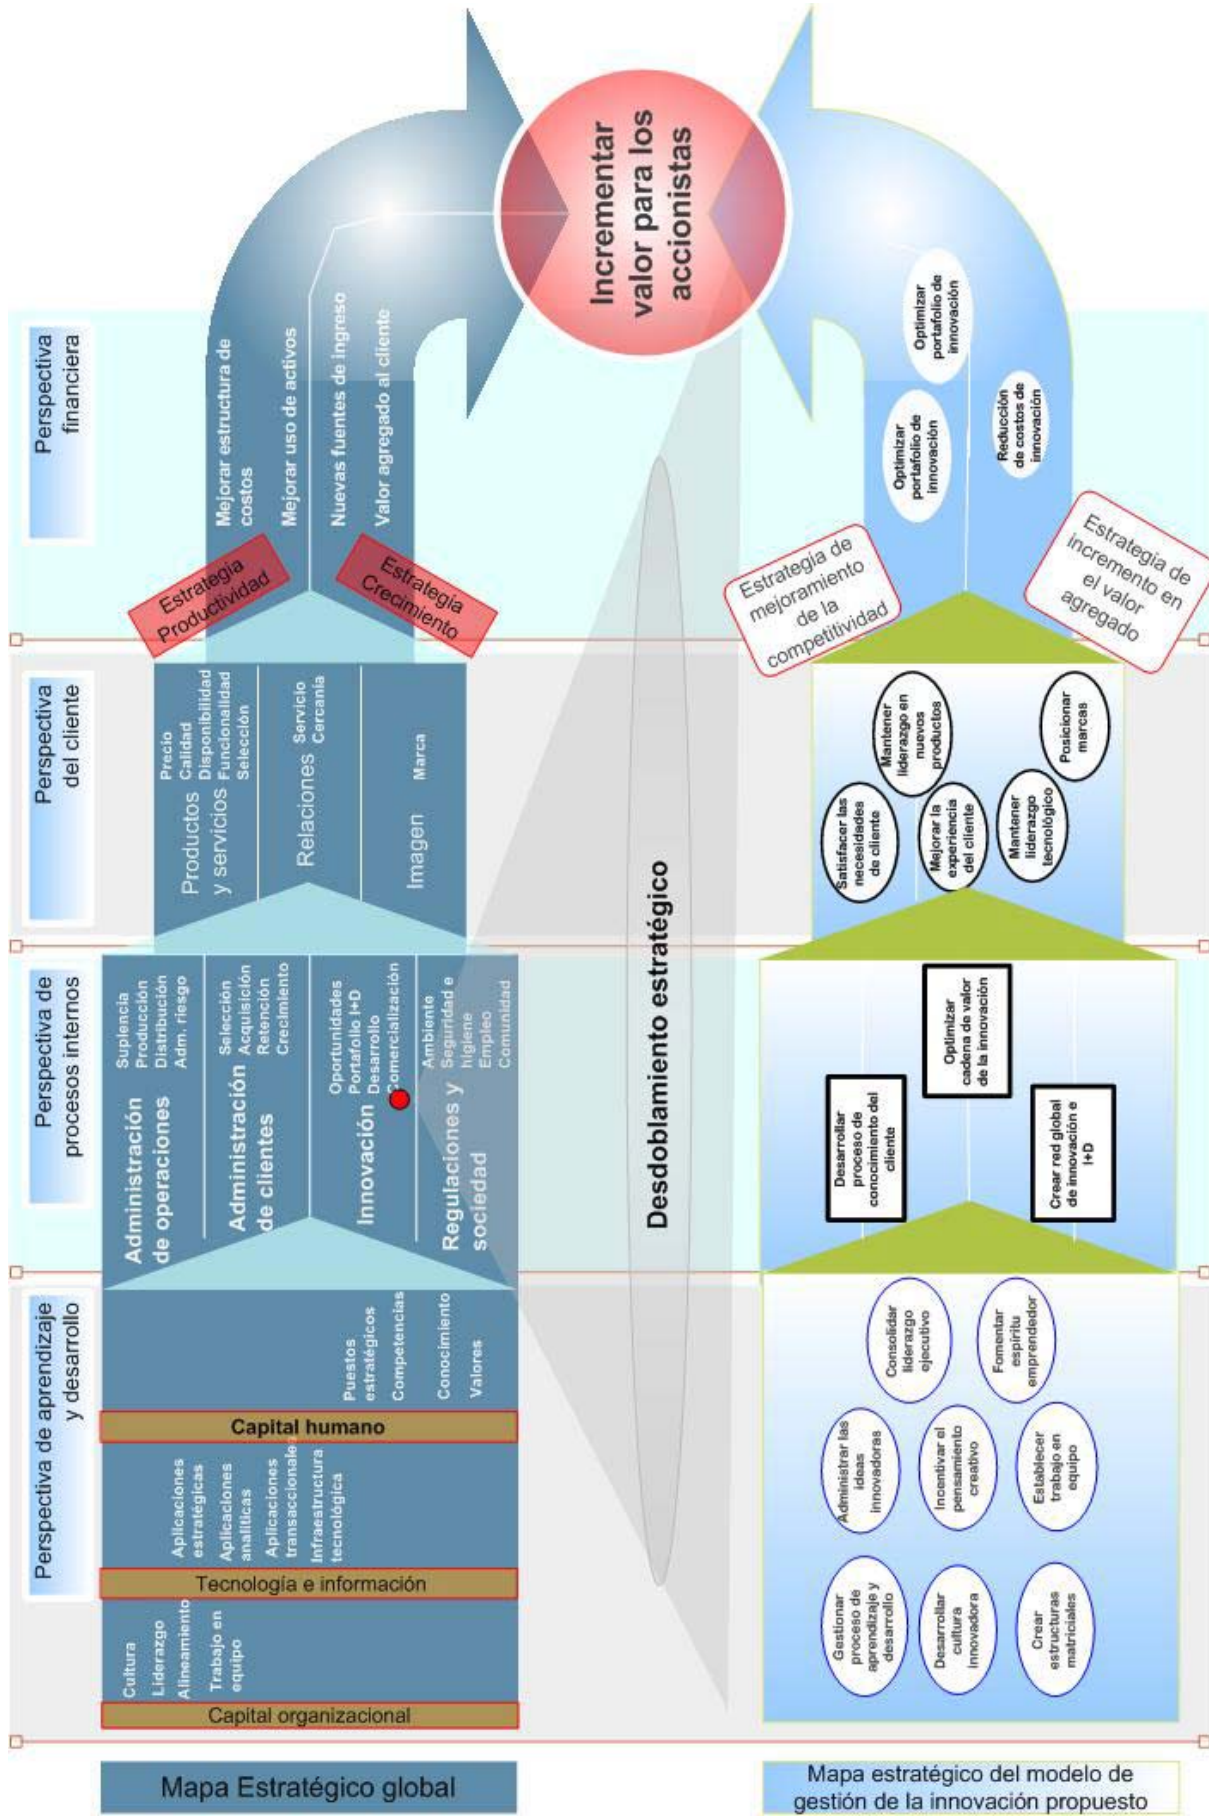 Perspectiva
financiera
Perspectiva
del cliente
Perspectiva de
procesos internos
Perspectiva de aprendizaje
y desarrollo
Mapa Estratégico global
Incrementar
valor para los
accionistas
Estrategia
Productividad
Mejorar estructura de
costos
Mejorar uso de activos
Nuevas fuentes de ingreso
Valor agregado al cliente
Estrategia
Crecimiento
Productos
y servicios
Precio
Calidad
Disponibilidad
Funcionalidad
Selección
Relaciones
Servicio
Cercanía
Imagen
Marca
Administración
de operaciones
Suplencia
Producción
Distribución
Adm. riesgo
Administración
de clientes
Selección
Acquisición
Retención
Crecimiento
Innovación
Oportunidades
Portafolio I+D
Desarrollo
Comercialización
Regulaciones y
sociedad
Ambiente
Seguridad e
higiene
Empleo
Comunidad
Puestos
estratégicos
Competencias
Conocimiento
Valores
Capital humano
Aplicaciones
estratégicas
Aplicaciones
analíticas
Aplicaciones
transaccionales
Infraestructura
tecnológica
Tecnología e información
Cultura
Liderazgo
Alineamiento
Trabajo en
equipo
Capital organizacional
Desdoblamiento estratégico
Mapa estratégico del modelo de
gestión de la innovación propuesto
Estrategia de
mejoramiento
de la
competitividad
Optimizar
portafolio de
innovación
Optimizar
portafolio de
innovación
Reducción
de costos de
innovación
Estrategia de
incremento en
el valor
agregado
Satisfacer las
necesidades
de cliente
Mantener
liderazgo en
nuevos
productos
Mejorar la
experiencia
del cliente
Mantener
liderazgo
tecnológico
Posicionar
marcas
Desarrollar
proceso de
conocimiento del
cliente
Optimizar
cadena de valor
de la innovación
Crear red global
de innovación e
I+D
Consolidar
liderazgo
ejecutivo
Fomentar
espíritu
emprendedor
Administrar las
ideas
innovadoras
Incentivar el
pensamiento
creativo
Establecer
trabajo en
equipo
Gestionar
proceso de
aprendizaje y
desarrollo
Desarrollar
cultura
innovadora
Crear
estructuras
matriciales